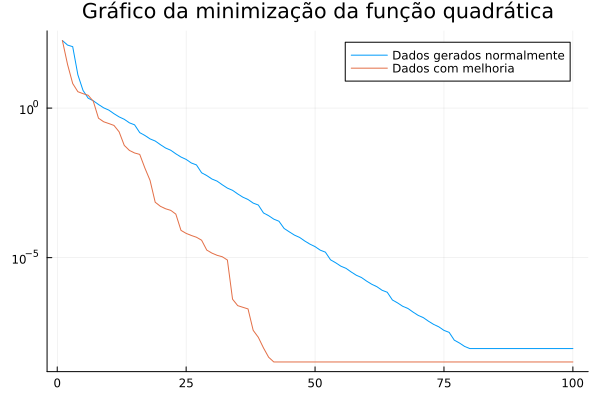 Gráfico da minimização da função quadrática
Dados gerados normalmente
Dados com melhoria
10^0
10^-5
0 25 50 75 100